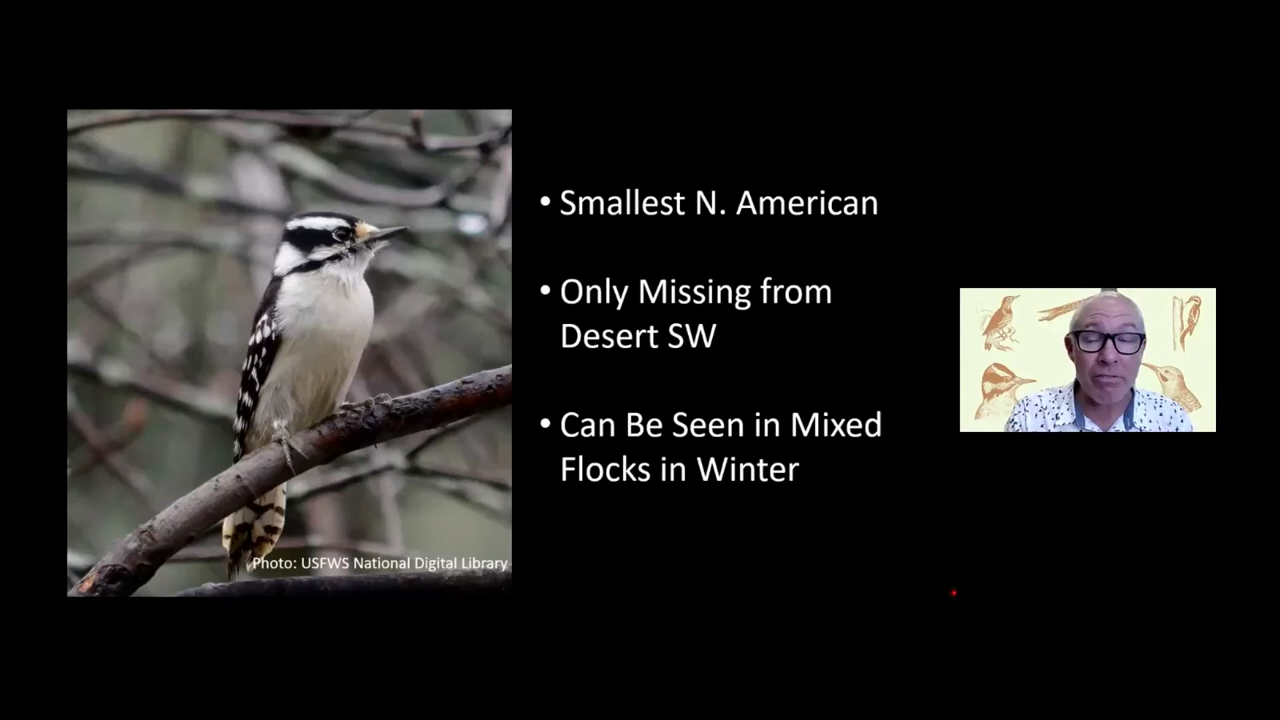 • Smallest N. American
• Only Missing from
Desert SW
• Can Be Seen in Mixed
Flocks in Winter
Photo: USFWS National Digital Library